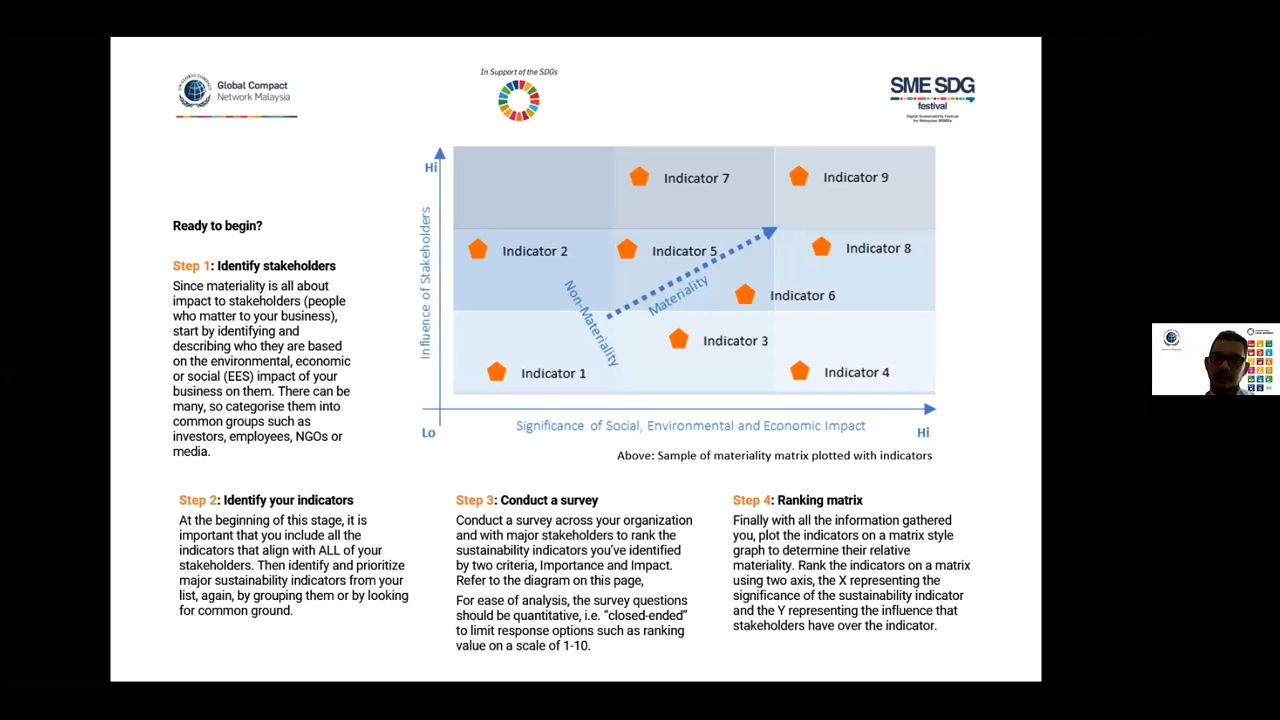 Global Compact
Network Malaysia
In Support of the SDGs
SME SDG
festival
Digital Sustainability Festival
for Malaysian MSMEs
Ready to begin?
Step 1: Identify stakeholders
Since materiality is all about
impact to stakeholders (people
who matter to your business),
start by identifying and
describing who they are based
on the environmental, economic
or social (EES) impact of your
business on them. There can be
many, so categorise them into
common groups such as
investors, employees, NGOs or
media.
Hi
Influence of Stakeholders
Indicator 7
Indicator 9
Indicator 2
Indicator 5
Indicator 8
Non-Materiality
Materiality
Indicator 6
Indicator 3
Indicator 1
Indicator 4
Lo
Significance of Social, Environmental and Economic Impact
Hi
Above: Sample of materiality matrix plotted with indicators
Step 2: Identify your indicators
At the beginning of this stage, it is
important that you include all the
indicators that align with ALL of your
stakeholders. Then identify and prioritize
major sustainability indicators from your
list, again, by grouping them or by looking
for common ground.
Step 3: Conduct a survey
Conduct a survey across your organization
and with major stakeholders to rank the
sustainability indicators you've identified
by two criteria, Importance and Impact.
Refer to the diagram on this page,
For ease of analysis, the survey questions
should be quantitative, i.e. “closed-ended”
to limit response options such as ranking
value on a scale of 1-10.
Step 4: Ranking matrix
Finally with all the information gathered
you, plot the indicators on a matrix style
graph to determine their relative
materiality. Rank the indicators on a matrix
using two axis, the X representing the
significance of the sustainability indicator
and the Y representing the influence that
stakeholders have over the indicator.